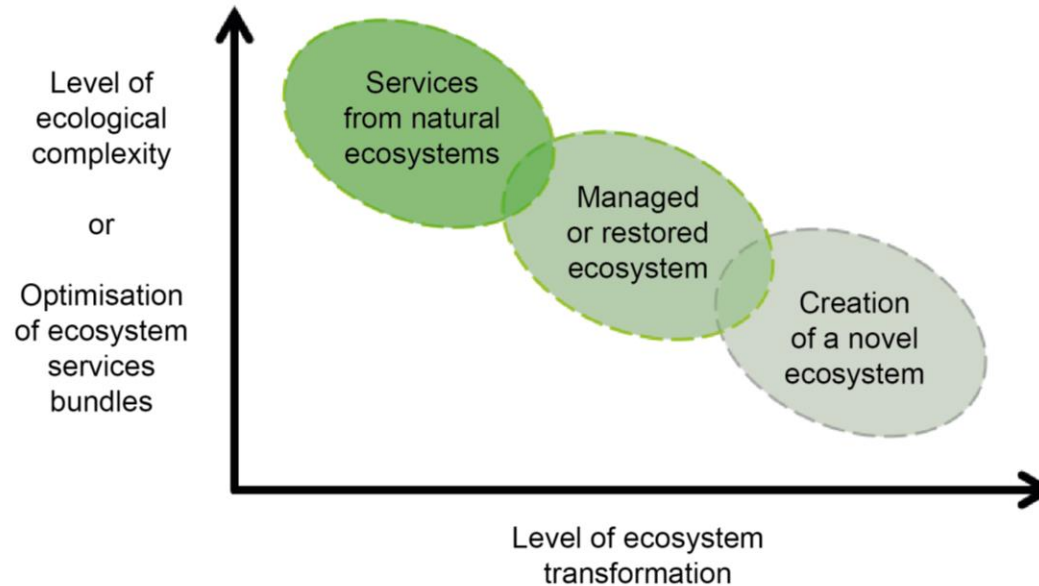 Level of
ecological
complexity
or
Optimisation
of ecosystem
services
bundles
Services
from natural
ecosystems
Managed
or restored
ecosystem
Creation
of a novel
ecosystem
Level of ecosystem
transformation